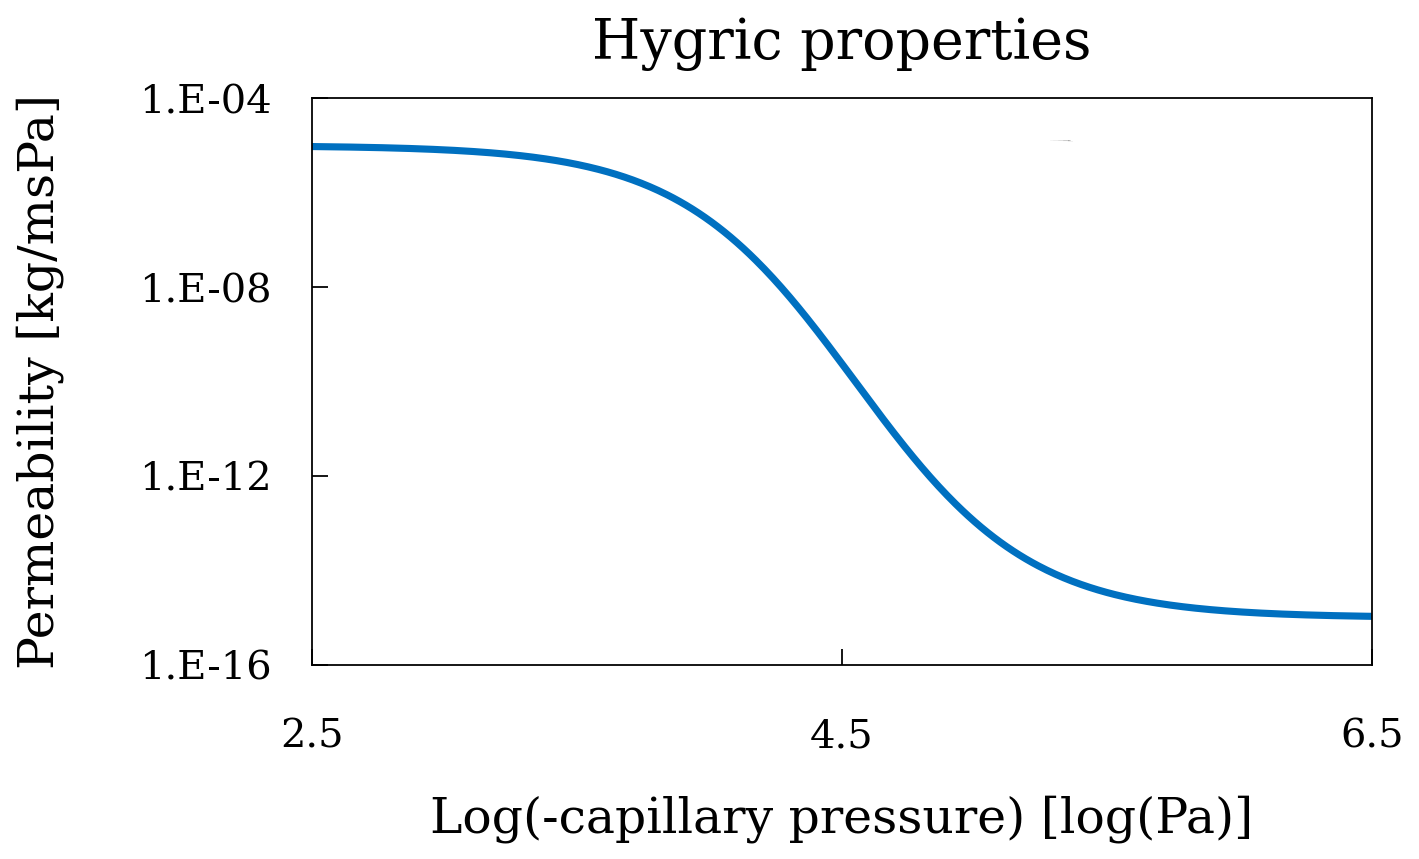 Hygric properties
Permeability [kg/msPa]
1.E-04
1.E-08
1.E-12
1.E-16
2.5 4.5 6.5
Log(-capillary pressure) [log(Pa)]